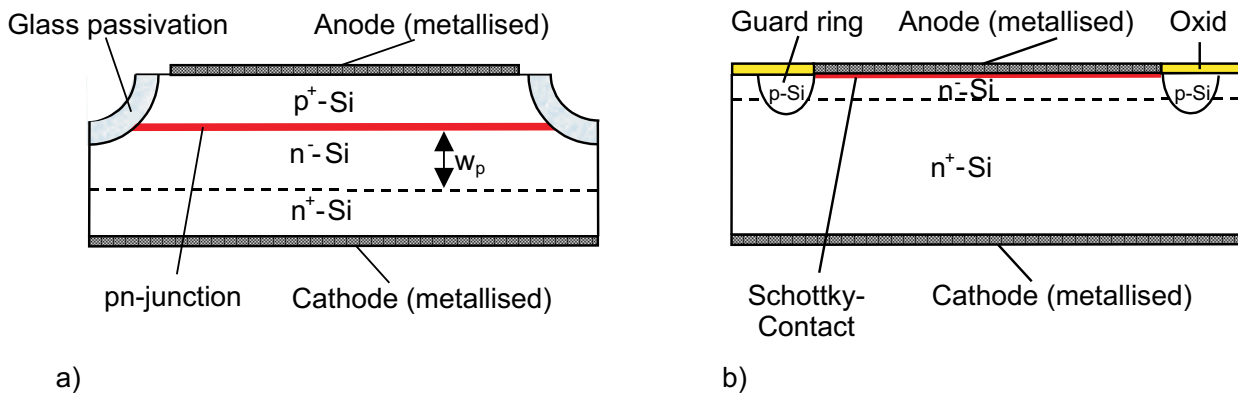 Glass passivation
Anode (metallised)
p⁺-Si
n⁻-Si
wₚ
n⁺-Si
pn-junction
Cathode (metallised)
a)
Guard ring
Anode (metallised)
Oxid
p-Si
n⁻-Si
p-Si
n⁺-Si
Schottky-
Contact
Cathode (metallised)
b)